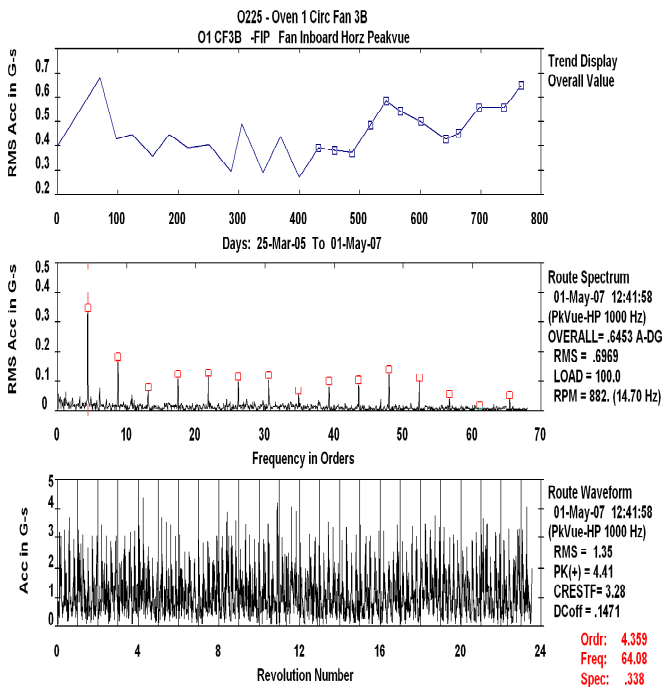 O225 - Oven 1 Circ Fan 3B
O1 CF3B -FIP Fan Inboard Horz Peakvue
RMS Acc in G-s
0.7
0.6
0.5
0.4
0.3
0.2
0 100 200 300 400 500 600 700 800
Days: 25-Mar-05 To 01-May-07
Trend Display
Overall Value
RMS Acc in G-s
0.5
0.4
0.3
0.2
0.1
0
0 10 20 30 40 50 60 70
Frequency in Orders
Route Spectrum
01-May-07 12:41:58
(PkVue-HP 1000 Hz)
OVERALL= .6453 A-DG
RMS = .6969
LOAD = 100.0
RPM = 882. (14.70 Hz)
Acc in G-s
5
4
3
2
1
0
0 4 8 12 16 20 24
Revolution Number
Route Waveform
01-May-07 12:41:58
(PkVue-HP 1000 Hz)
RMS = 1.35
PK(+) = 4.41
CRESTF= 3.28
DCoff = .1471
Ordr: 4.359
Freq: 64.08
Spec: .338